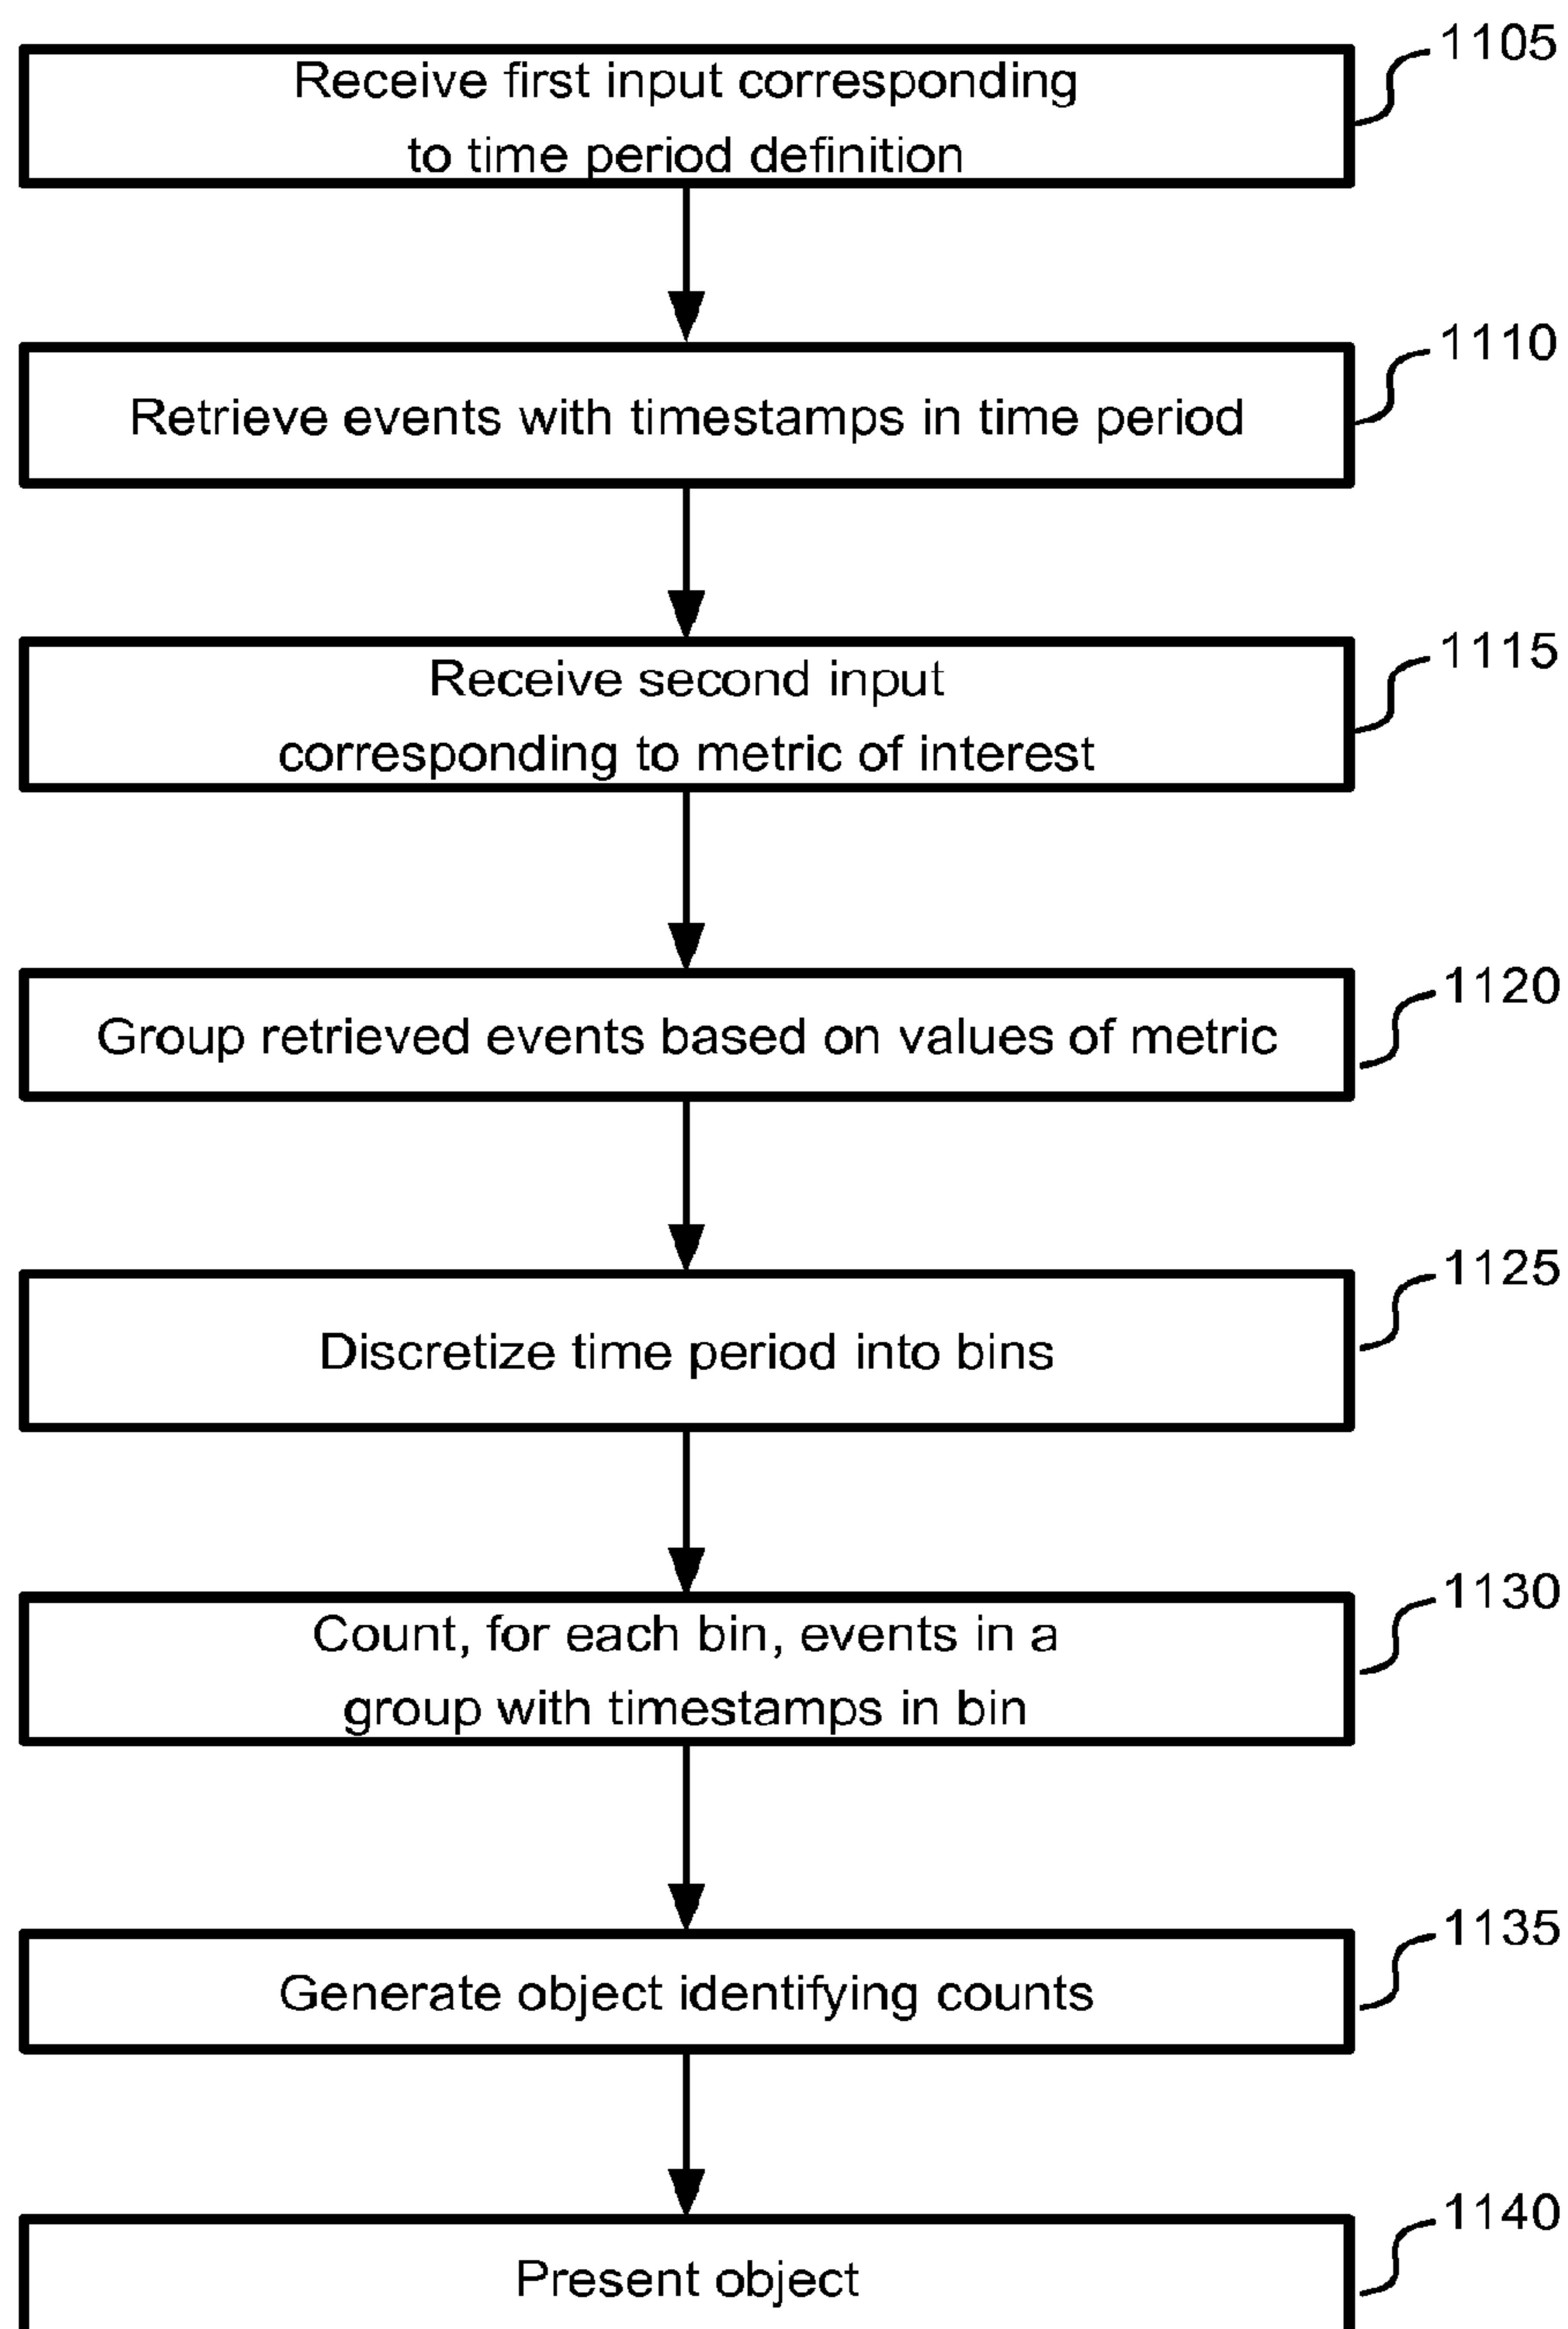 1105
Receive first input corresponding
to time period definition
1110
Retrieve events with timestamps in time period
1115
Receive second input
corresponding to metric of interest
1120
Group retrieved events based on values of metric
1125
Discretize time period into bins
1130
Count, for each bin, events in a
group with timestamps in bin
1135
Generate object identifying counts
1140
Present object